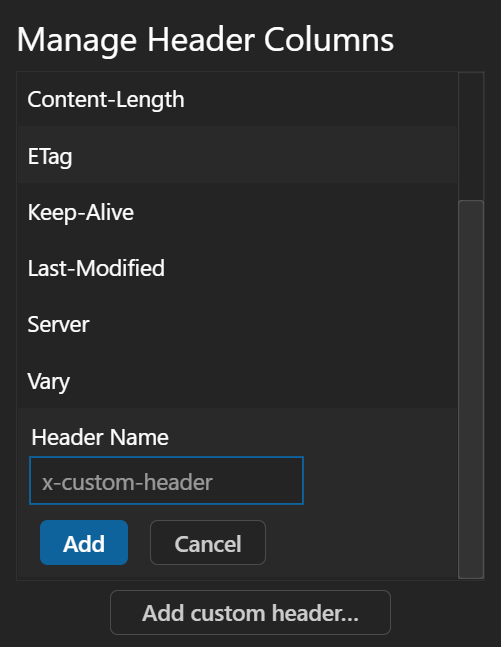 Manage Header Columns
Content-Length
ETag
Keep-Alive
Last-Modified
Server
Vary
Header Name
x-custom-header
Add Cancel
Add custom header...